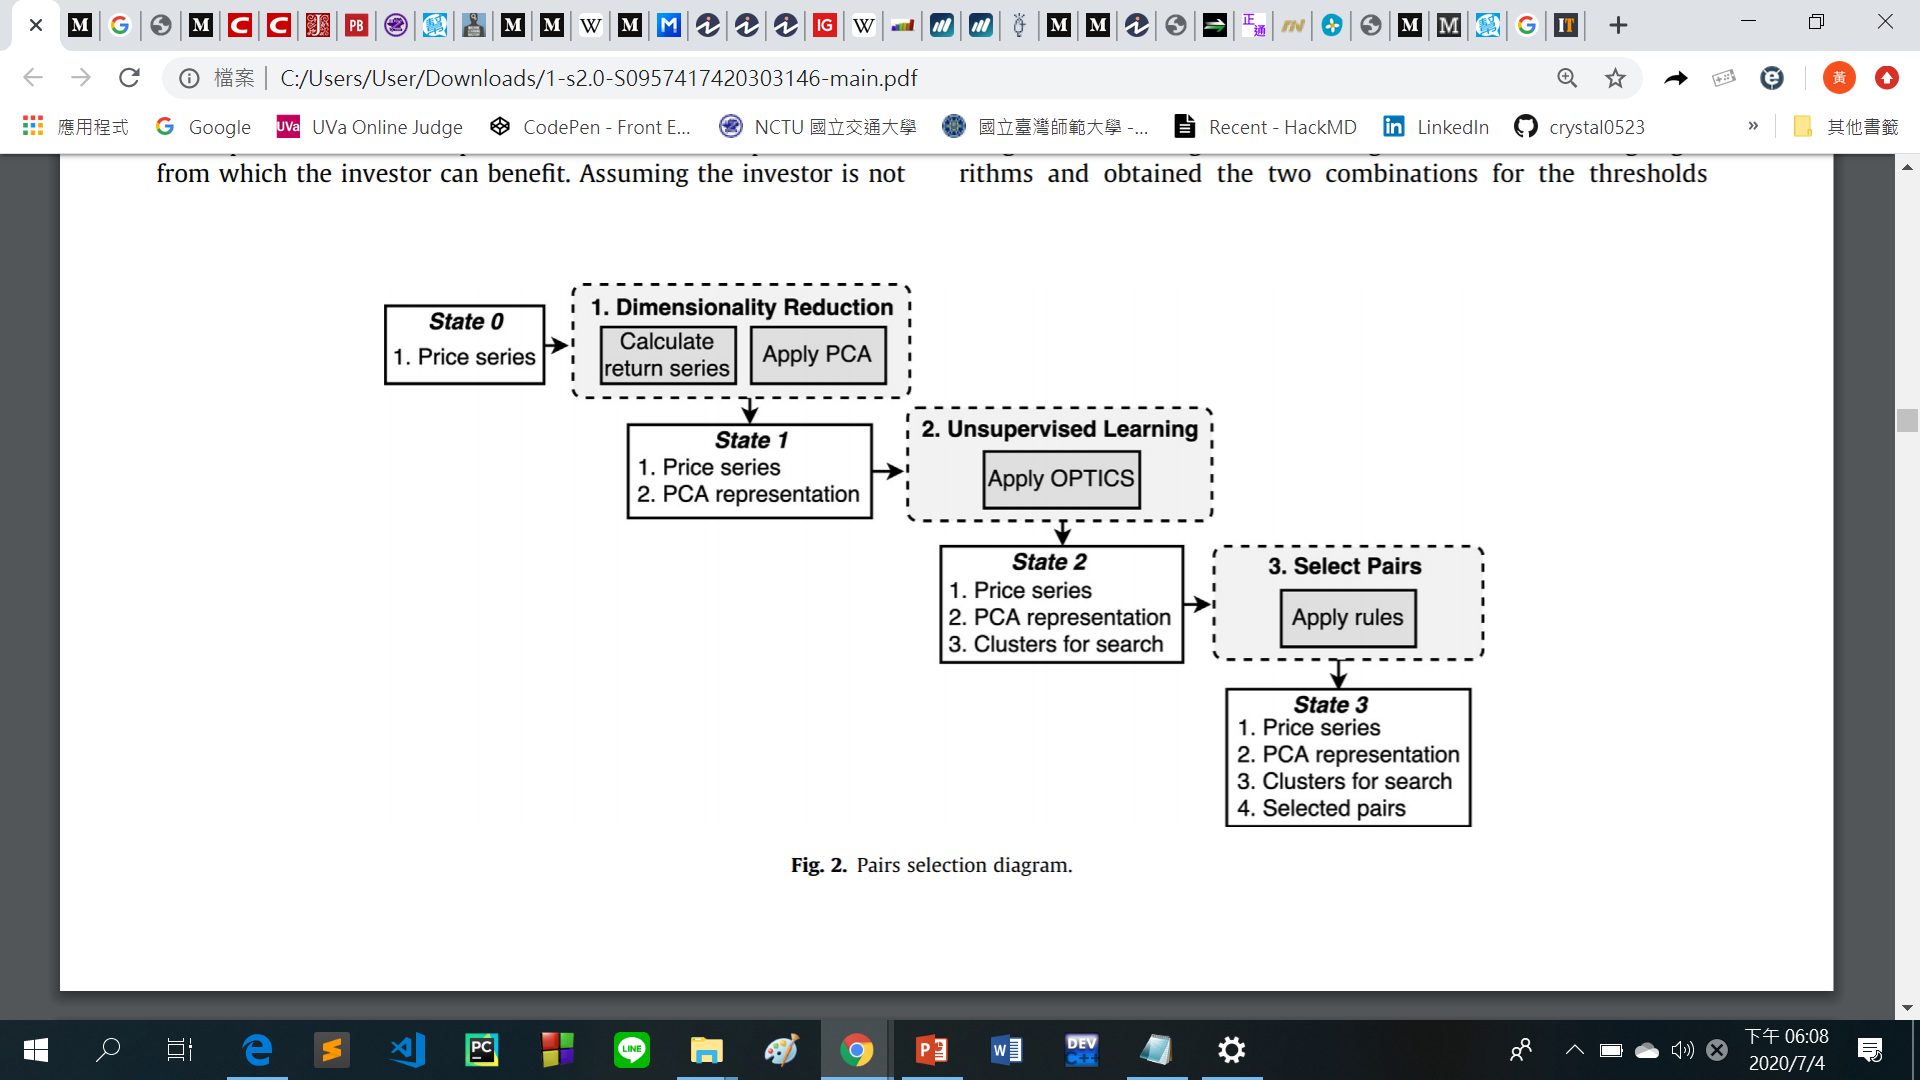 檔案 C:/Users/User/Downloads/1-s2.0-S0957417420303146-main.pdf
黃
應用程式 Google UVa UVa Online Judge CodePen - Front E... NCTU 國立交通大學 國立臺灣師範大學 -... Recent - HackMD LinkedIn crystal0523 » 其他書籤
from which the investor can benefit. Assuming the investor is not
rithms and obtained the two combinations for the thresholds
State 0
1. Price series
1. Dimensionality Reduction
Calculate
return series
Apply PCA
State 1
1. Price series
2. PCA representation
2. Unsupervised Learning
Apply OPTICS
State 2
1. Price series
2. PCA representation
3. Clusters for search
3. Select Pairs
Apply rules
State 3
1. Price series
2. PCA representation
3. Clusters for search
4. Selected pairs
Fig. 2. Pairs selection diagram.
下午 06:08
2020/7/4